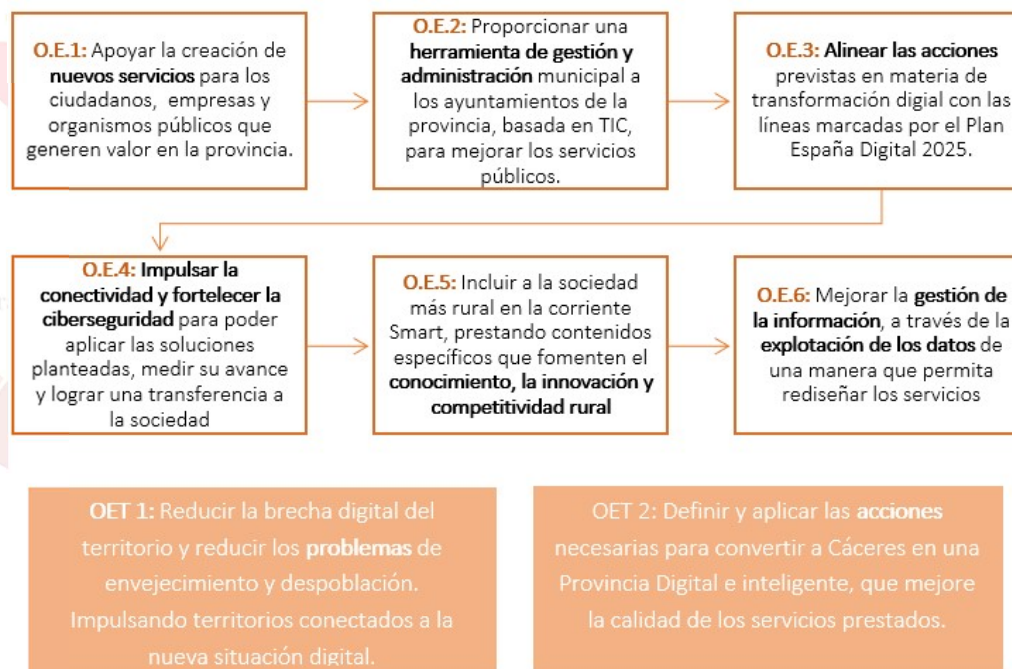 O.E.1: Apoyar la creación de
nuevos servicios para los
ciudadanos, empresas y
organismos públicos que
generen valor en la provincia.
O.E.2: Proporcionar una
herramienta de gestión y
administración municipal a
los ayuntamientos de la
provincia, basada en TIC,
para mejorar los servicios
públicos.
O.E.3: Alinear las acciones
previstas en materia de
transformación digial con las
líneas marcadas por el Plan
España Digital 2025.
O.E.4: Impulsar la
conectividad y fortelecer la
ciberseguridad para poder
aplicar las soluciones
planteadas, medir su avance
y lograr una transferencia a
la sociedad
O.E.5: Incluir a la sociedad
más rural en la corriente
Smart, prestando contenidos
específicos que fomenten el
conocimiento, la innovación y
competitividad rural
O.E.6: Mejorar la gestión de
la información, a través de la
explotación de los datos de
una manera que permita
rediseñar los servicios
OET 1: Reducir la brecha digital del
territorio y reducir los problemas de
envejecimiento y despoblación.
Impulsando territorios conectados a la
nueva situación digital.
OET 2: Definir y aplicar las acciones
necesarias para convertir a Cáceres en una
Provincia Digital e inteligente, que mejore
la calidad de los servicios prestados.